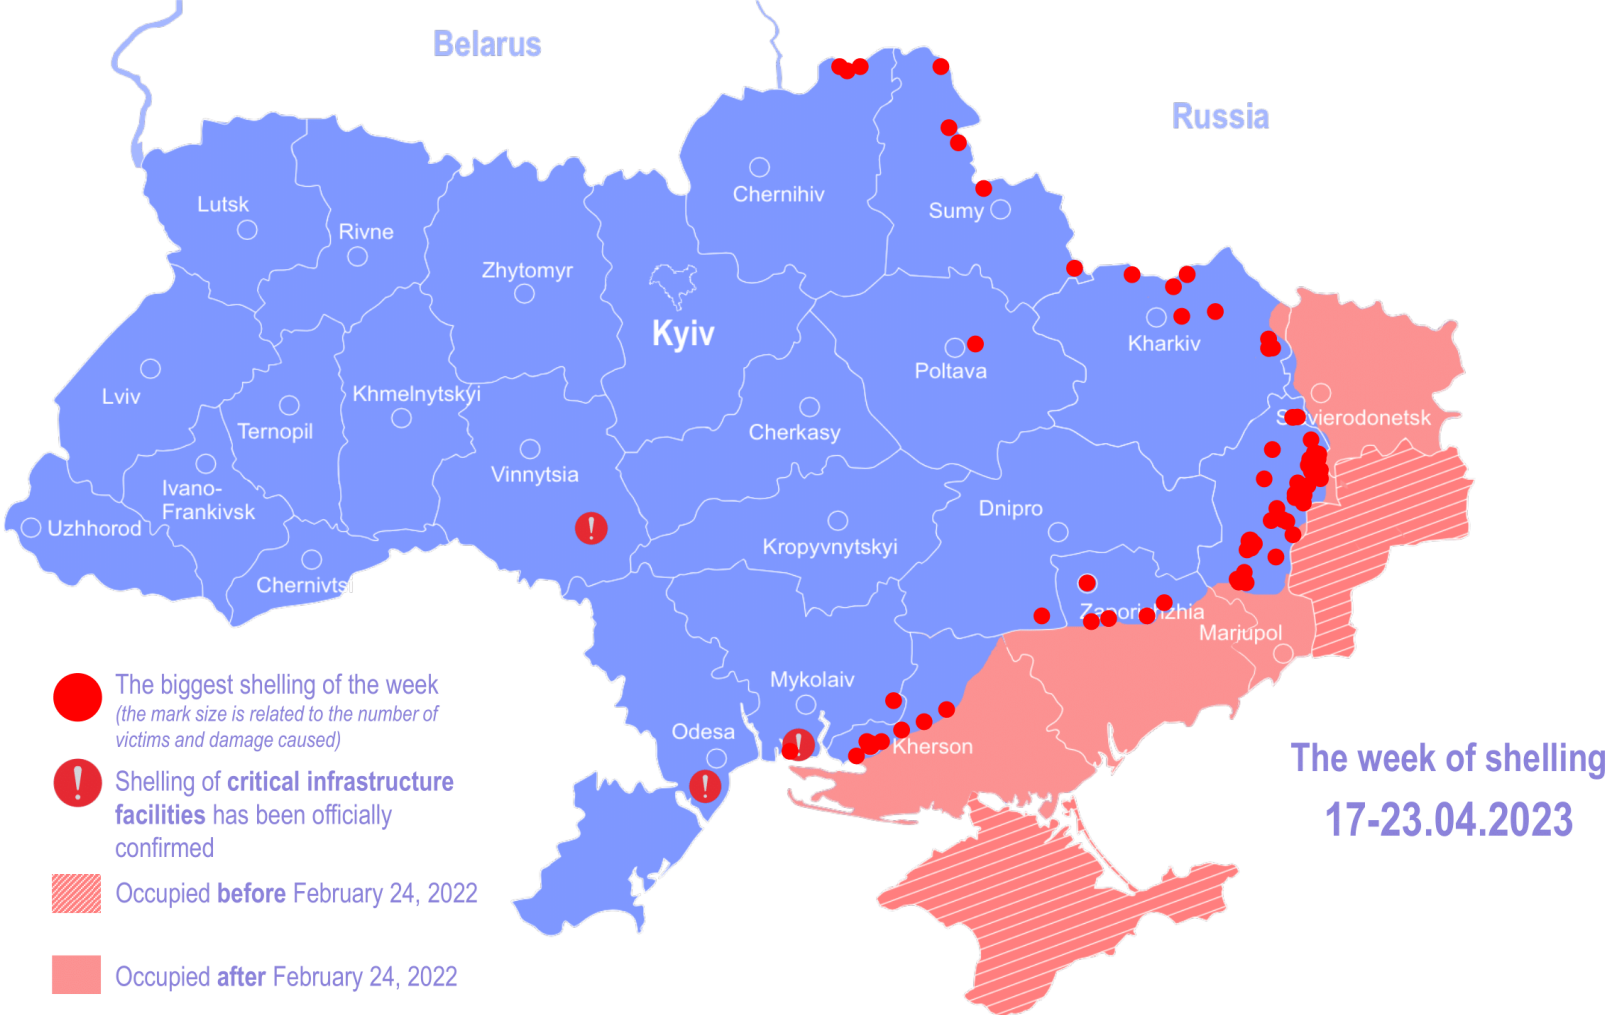 Belarus
Russia
Chernihiv
Lutsk
Sumy
Rivne
Zhytomyr
Kyiv
Kharkiv
Poltava
Lviv
Khmelnytskyi
Ternopil
Cherkasy
Sievierodonetsk
Vinnytsia
Ivano-
Frankivsk
Dnipro
Uzhhorod
Kropyvnytskyi
Chernivtsi
Zaporizhzhia
Mariupol
Mykolaiv
Odesa
Kherson
The biggest shelling of the week
(the mark size is related to the number of
victims and damage caused)
Shelling of critical infrastructure
facilities has been officially
confirmed
Occupied before February 24, 2022
Occupied after February 24, 2022
The week of shelling
17-23.04.2023